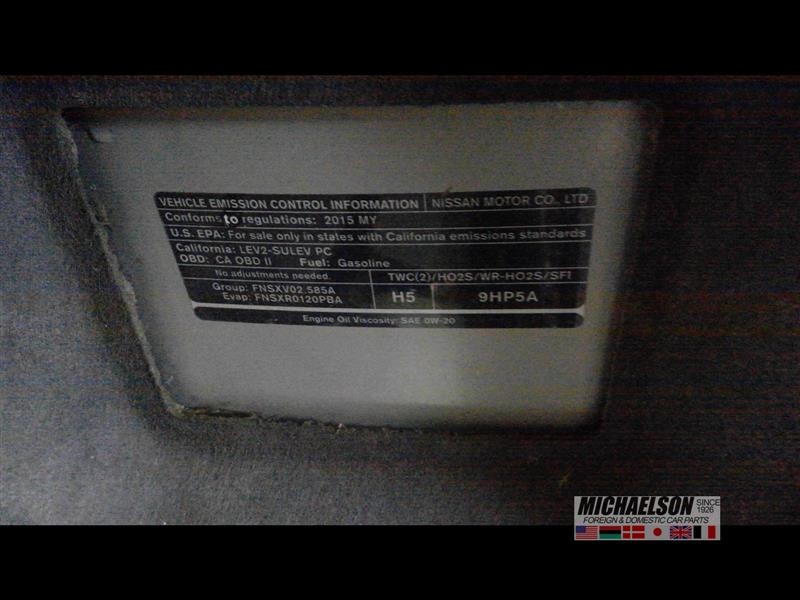 VEHICLE EMISSION CONTROL INFORMATION NISSAN MOTOR CO., LTD
Conforms to regulations: 2015 MY
U.S. EPA: For sale only in states with California emissions standards
California: LEV2-SULEV PC
OBD: CA OBD II Fuel: Gasoline
No adjustments needed. TWC(2)/HO2S/WR-HO2S/SFI
Group: FNSXV02.585A
Evap: FNSXR0120PBA
H5 9HP5A
Engine Oil Viscosity: SAE 0W-20
MICHAELSON SINCE 1926
FOREIGN & DOMESTIC CAR PARTS